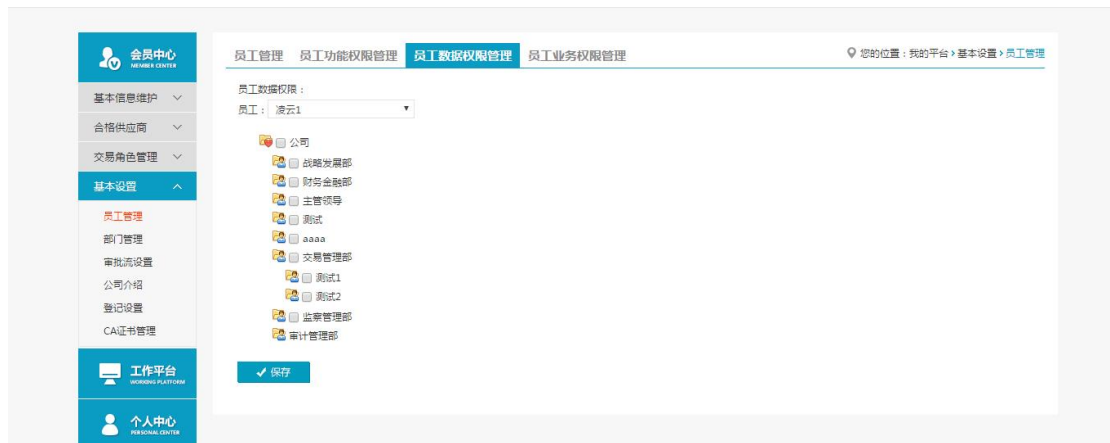 会员中心
MEMBER CENTER
基本信息维护
合格供应商
交易角色管理
基本设置
员工管理
部门管理
审批流设置
公司介绍
登记设置
CA证书管理
工作平台
WORKING PLATFORM
个人中心
PERSONAL CENTER
员工管理 员工功能权限管理 员工数据权限管理 员工业务权限管理
您的位置：我的平台>基本设置>员工管理
员工数据权限：
员工： 凌云1
公司
战略发展部
财务金融部
主管领导
测试
aaaa
交易管理部
测试1
测试2
监察管理部
审计管理部
保存